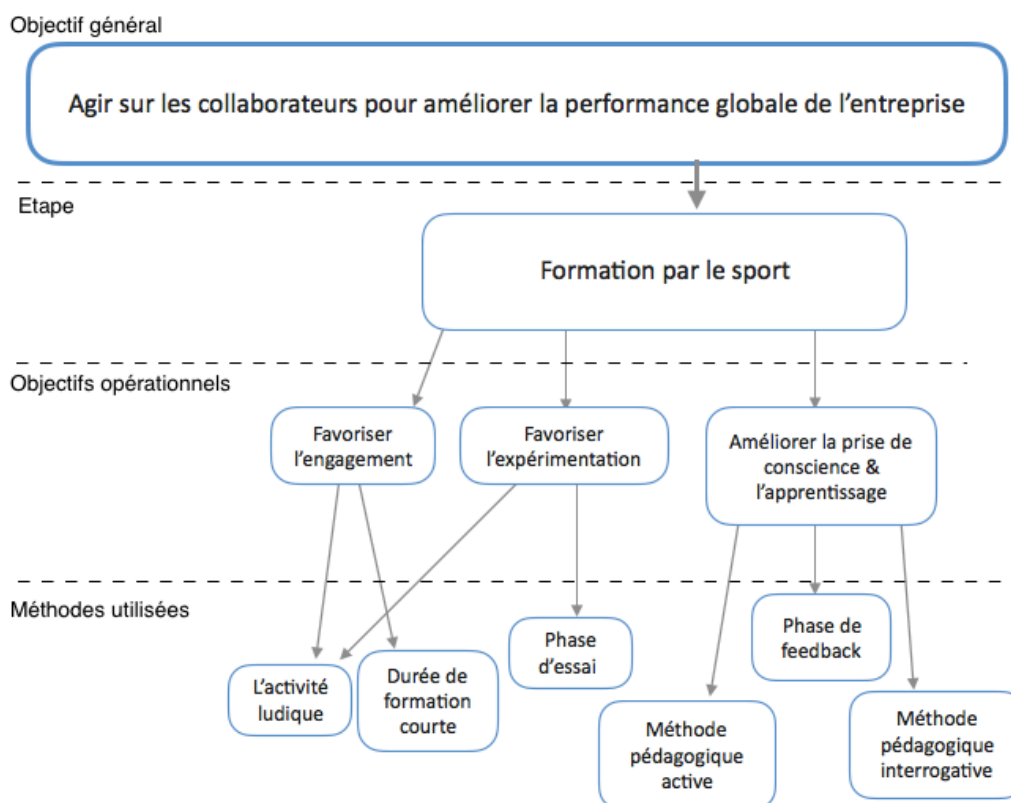 Objectif général
Agir sur les collaborateurs pour améliorer la performance globale de l'entreprise
Etape
Formation par le sport
Objectifs opérationnels
Favoriser
l'engagement
Favoriser
l'expérimentation
Améliorer la prise de
conscience &
l'apprentissage
Méthodes utilisées
L'activité
ludique
Durée de
formation
courte
Phase
d'essai
Méthode
pédagogique
active
Phase de
feedback
Méthode
pédagogique
interrogative